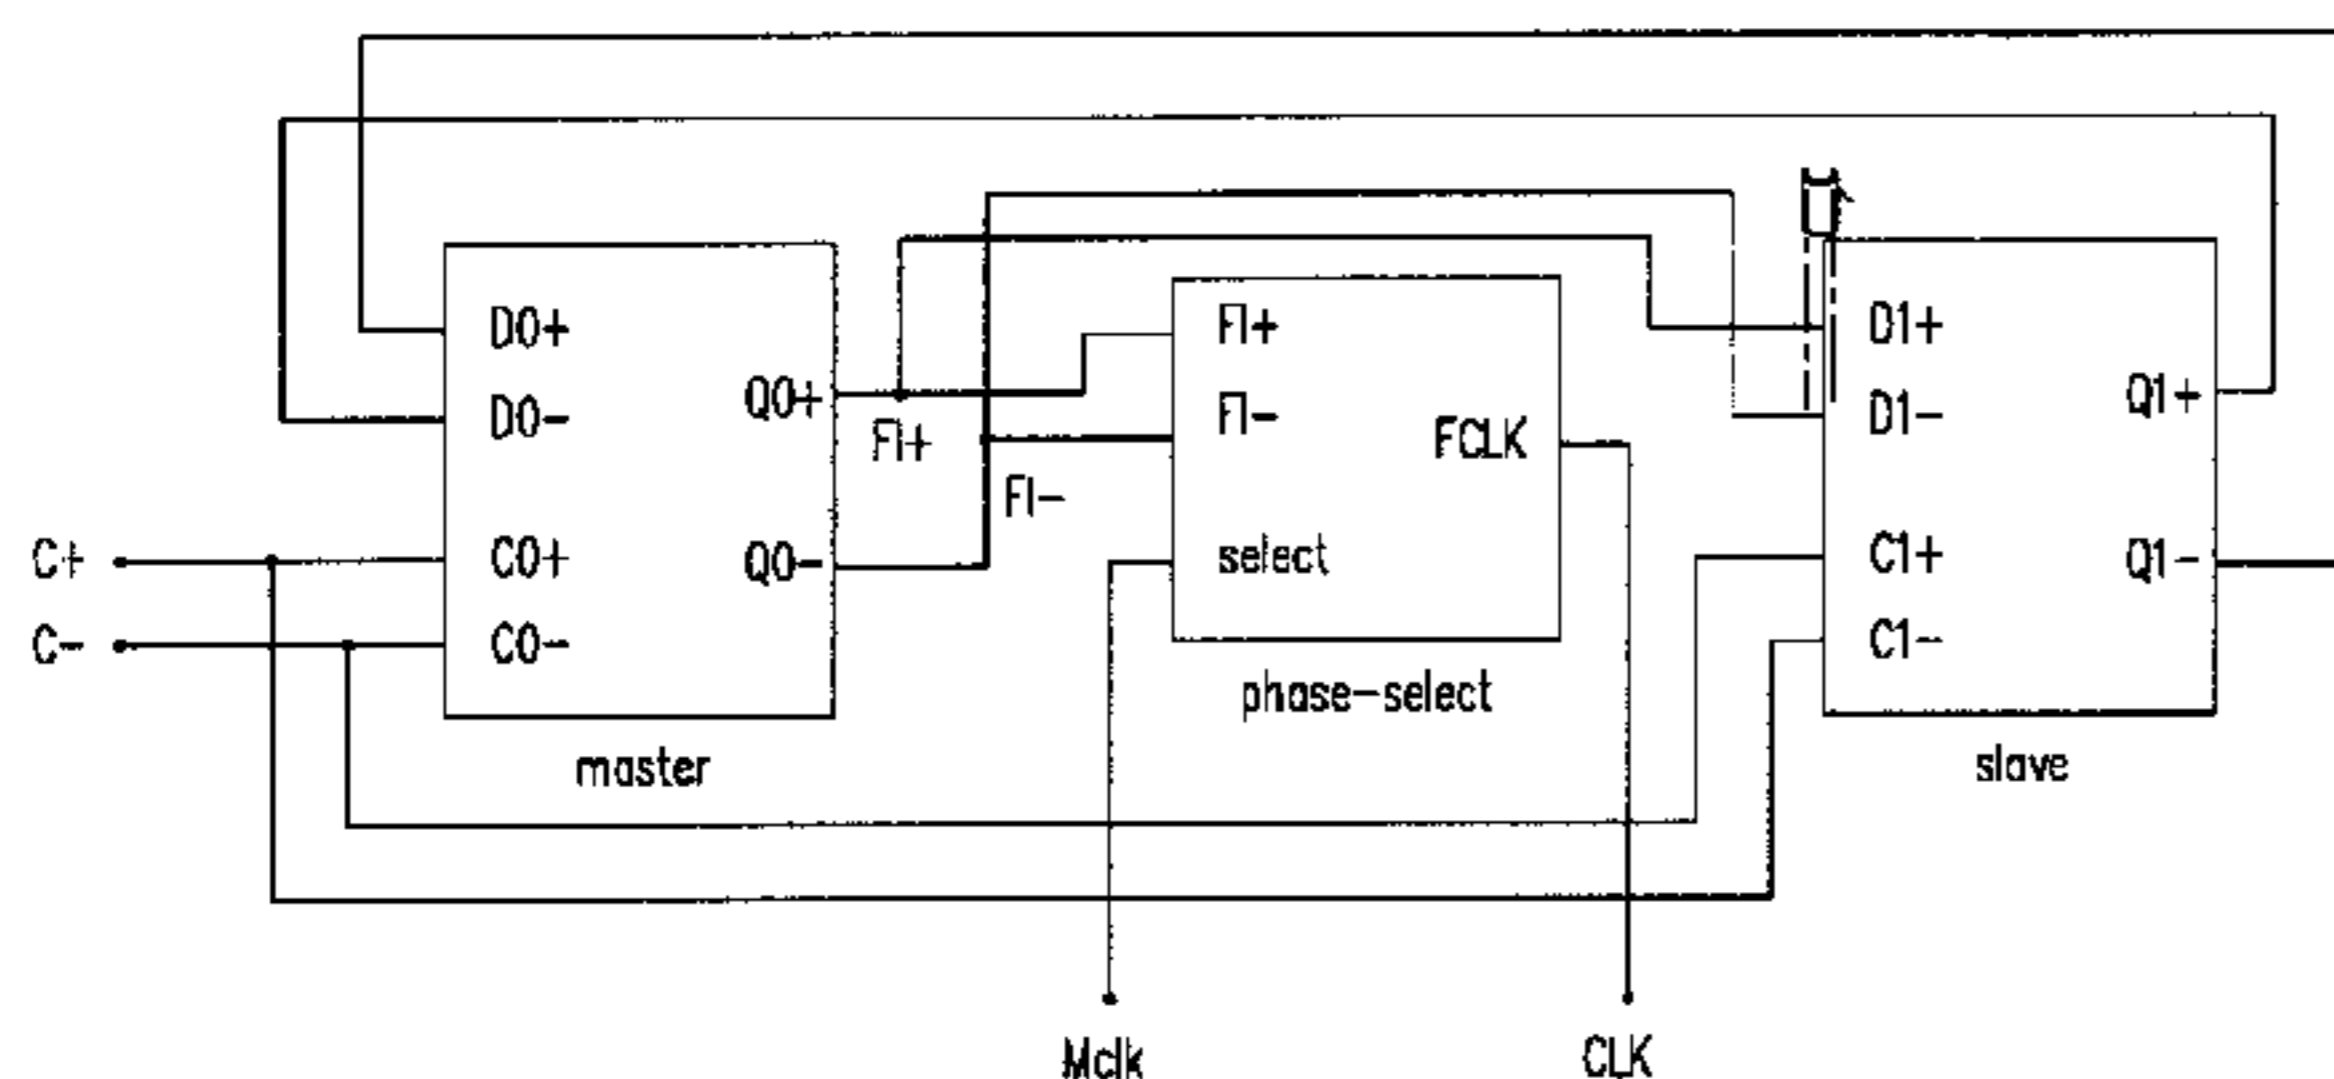 D0+
D0-
Q0+
C0+
Q0-
C0-
master
C+
C-
FI+
FI-
FI+
FI-
FCLK
select
phase-select
D1+
D1-
Q1+
C1+
Q1-
C1-
slave
Mclk
CLK